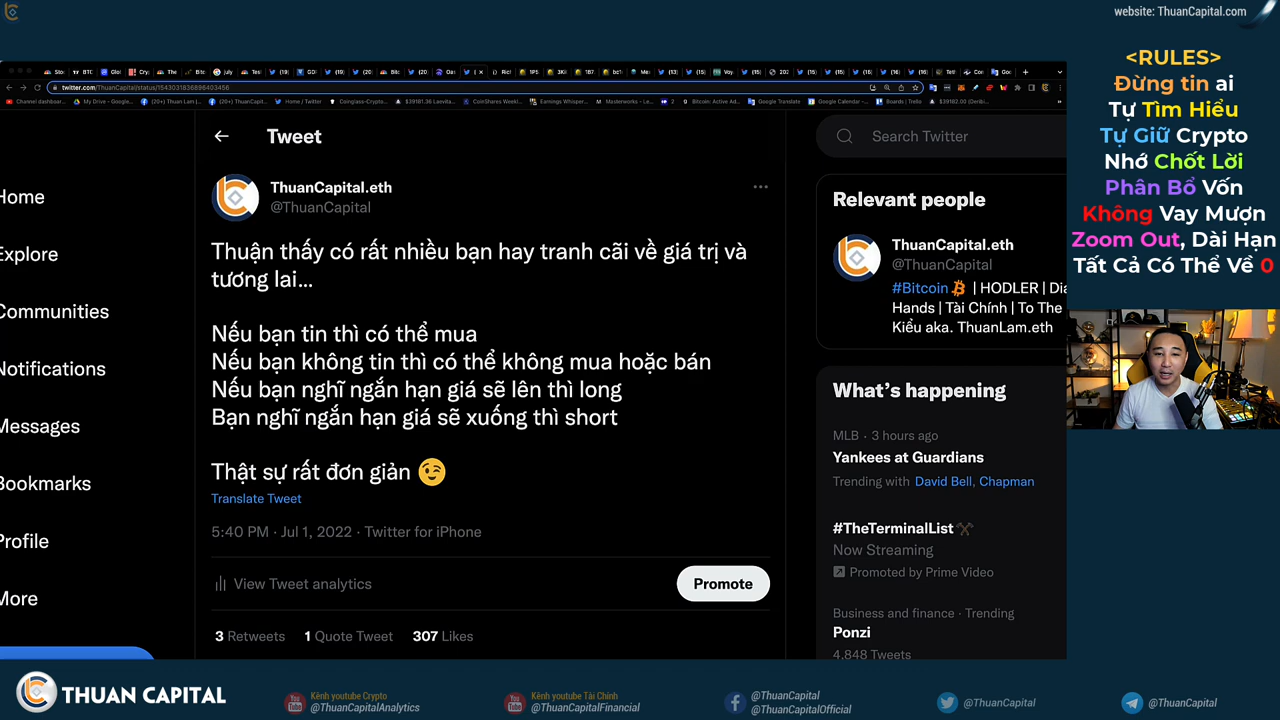 website: ThuanCapital.com
<RULES>
Đừng tin ai
Tự Tìm Hiểu
Tự Giữ Crypto
Nhớ Chốt Lời
Phân Bổ Vốn
Không Vay Mượn
Zoom Out, Dài Hạn
Tất Cả Có Thể Về 0
twitter.com/ThuanCapital/status/1543031836896403456
Home
Explore
Communities
Notifications
Messages
Bookmarks
Profile
More
Tweet
ThuanCapital.eth
@ThuanCapital
Thuận thấy có rất nhiều bạn hay tranh cãi về giá trị và
tương lai...
Nếu bạn tin thì có thể mua
Nếu bạn không tin thì có thể không mua hoặc bán
Nếu bạn nghĩ ngắn hạn giá sẽ lên thì long
Bạn nghĩ ngắn hạn giá sẽ xuống thì short
Thật sự rất đơn giản 😉
Translate Tweet
5:40 PM · Jul 1, 2022 · Twitter for iPhone
View Tweet analytics
Promote
3 Retweets 1 Quote Tweet 307 Likes
Search Twitter
Relevant people
ThuanCapital.eth
@ThuanCapital
#Bitcoin | HODLER | Dia
Hands | Tài Chính | To The
Kiều aka. ThuanLam.eth
What's happening
MLB · 3 hours ago
Yankees at Guardians
Trending with David Bell, Chapman
#TheTerminalList
Now Streaming
Promoted by Prime Video
Business and finance · Trending
Ponzi
4,848 Tweets
THUAN CAPITAL
Kênh youtube Crypto
@ThuanCapitalAnalytics
Kênh youtube Tài Chính
@ThuanCapitalFinancial
@ThuanCapital
@ThuanCapitalOfficial
@ThuanCapital
@ThuanCapital